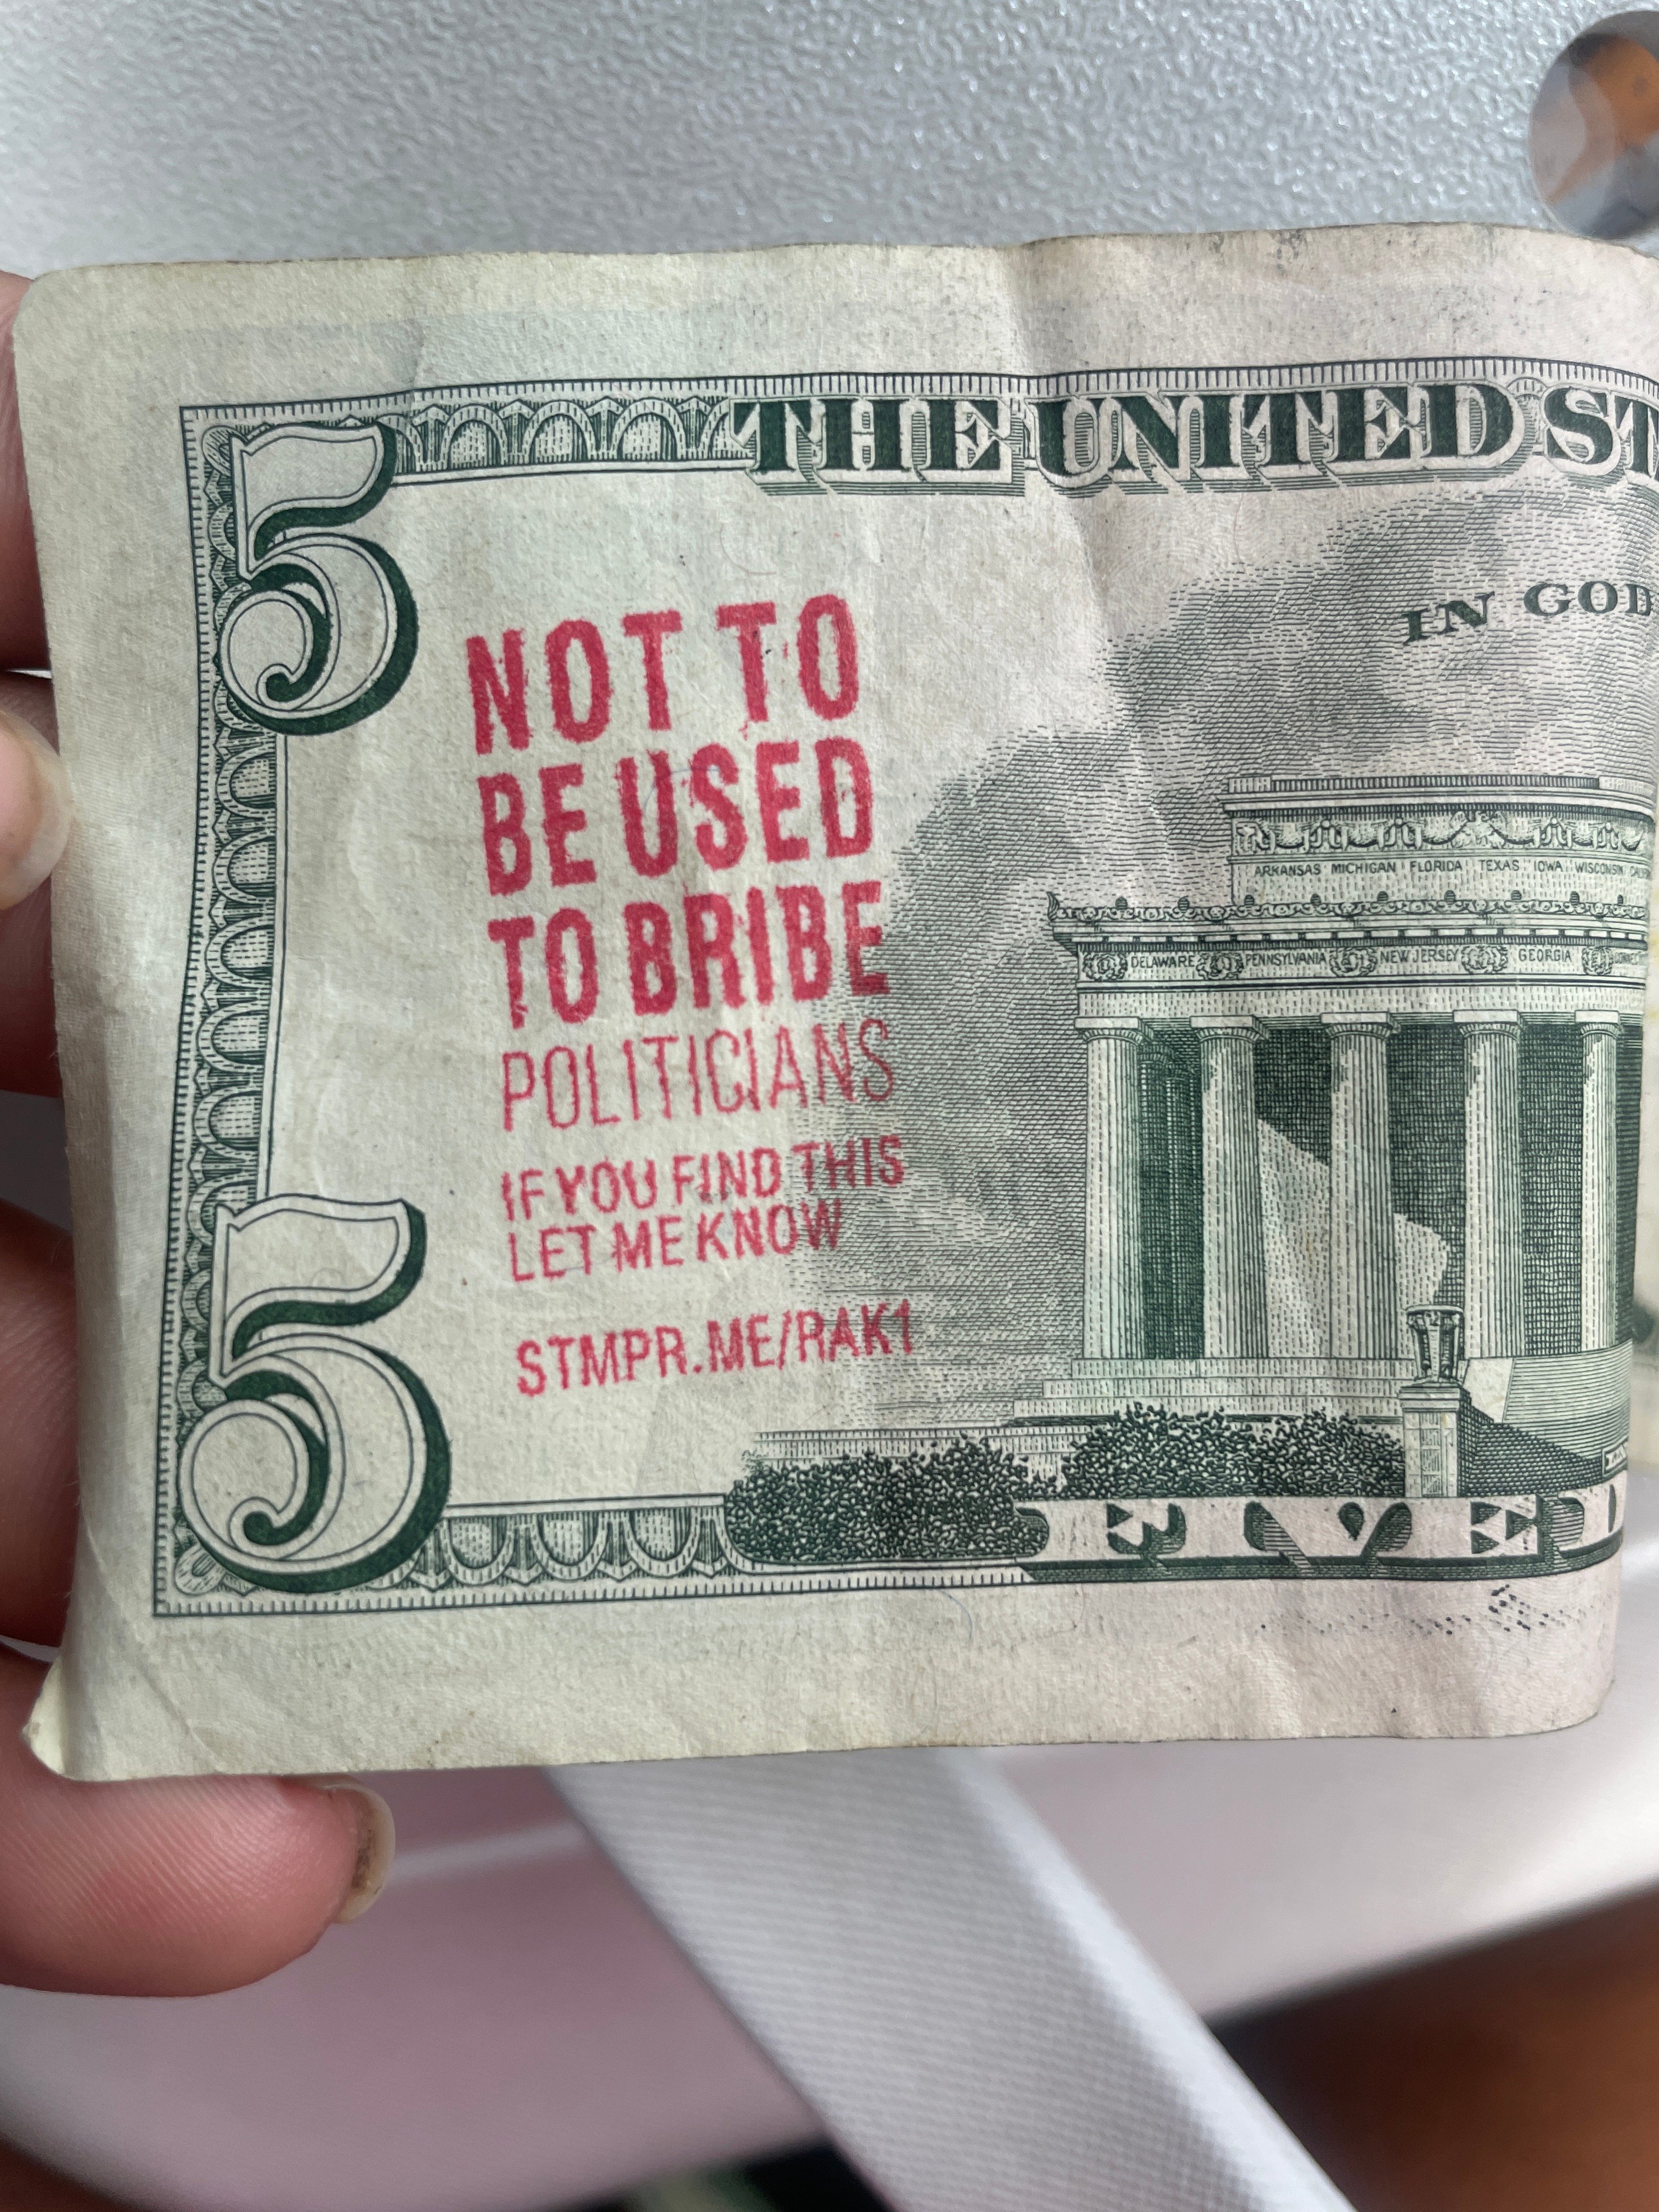 5
THE UNITED ST
IN GOD
NOT TO
BE USED
TO BRIBE
POLITICIANS
IF YOU FIND THIS
LET ME KNOW
STMPR.ME/RAK1
ARKANSAS MICHIGAN FLORIDA TEXAS IOWA WISCONSIN
DELAWARE PENNSYLVANIA NEW JERSEY GEORGIA
5
FIVE D